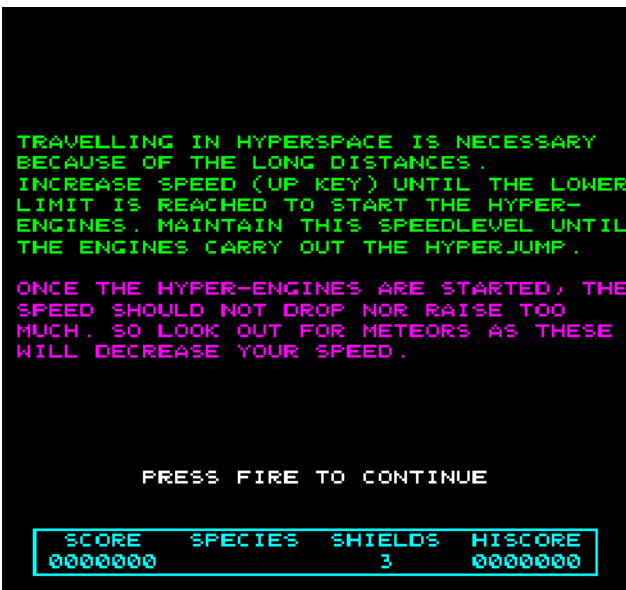 TRAVELLING IN HYPERSPACE IS NECESSARY
BECAUSE OF THE LONG DISTANCES.
INCREASE SPEED (UP KEY) UNTIL THE LOWER
LIMIT IS REACHED TO START THE HYPER-
ENGINES. MAINTAIN THIS SPEEDLEVEL UNTIL
THE ENGINES CARRY OUT THE HYPERJUMP.
ONCE THE HYPER-ENGINES ARE STARTED, THE
SPEED SHOULD NOT DROP NOR RAISE TOO
MUCH. SO LOOK OUT FOR METEORS AS THESE
WILL DECREASE YOUR SPEED.
PRESS FIRE TO CONTINUE
SCORE SPECIES SHIELDS HISCORE
0000000 3 0000000